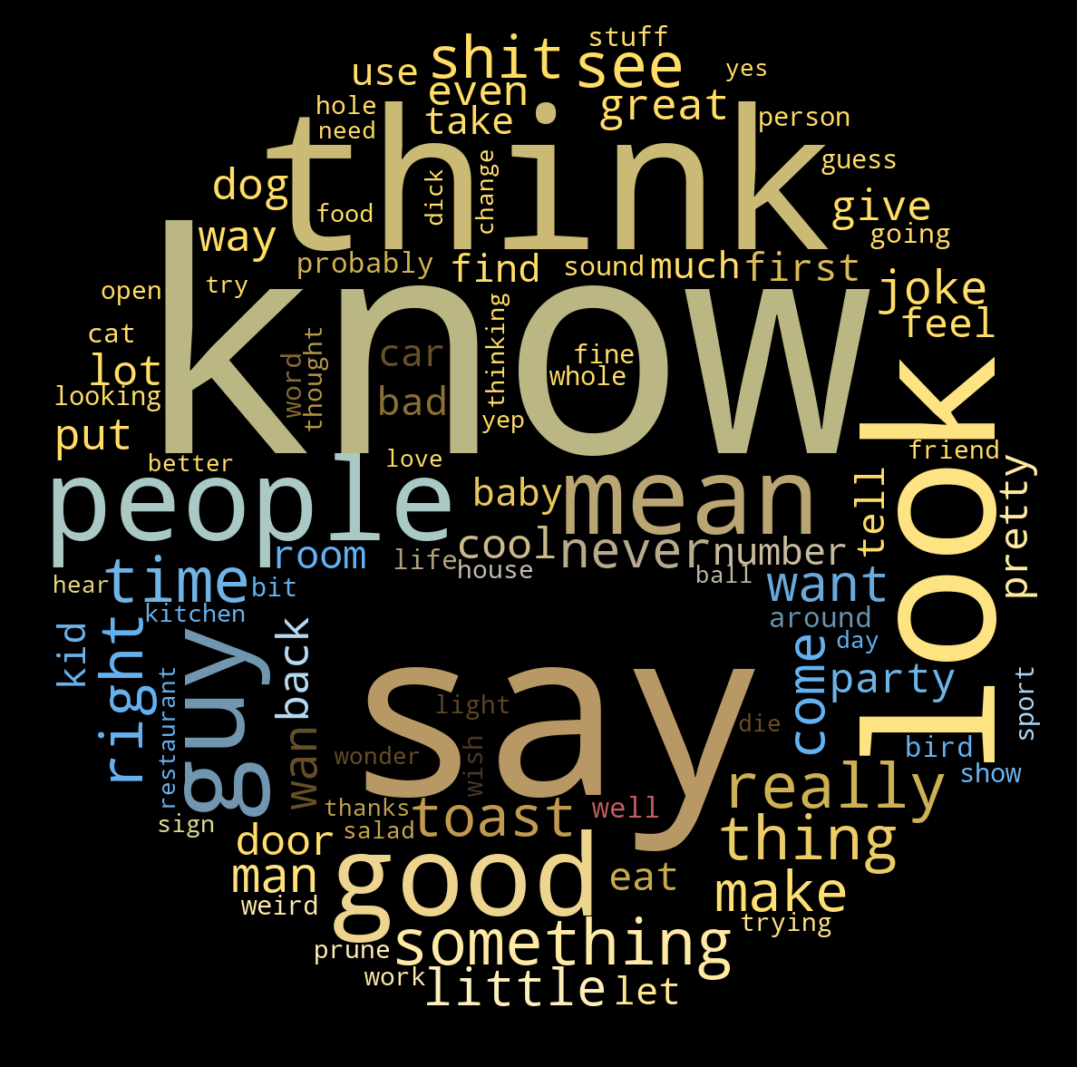 stuff
shit
see
yes
use
even
great
hole
take
person
need
think
guess
dog
food
dick
change
give
way
going
probably
find
sound
much
first
open
try
know
joke
cat
thinking
feel
lot
word
thought
car
fine
whole
looking
bad
put
yep
look
friend
better
love
people
baby
mean
tell
pretty
room
life
cool
never
number
house
ball
hear
time
bit
want
kitchen
around
kid
right
guy
back
say
come
day
party
restaurant
wan
light
wish
die
sport
wonder
bird
show
really
thanks
toast
well
sign
salad
door
thing
man
good
eat
make
weird
trying
something
prune
work
little
let